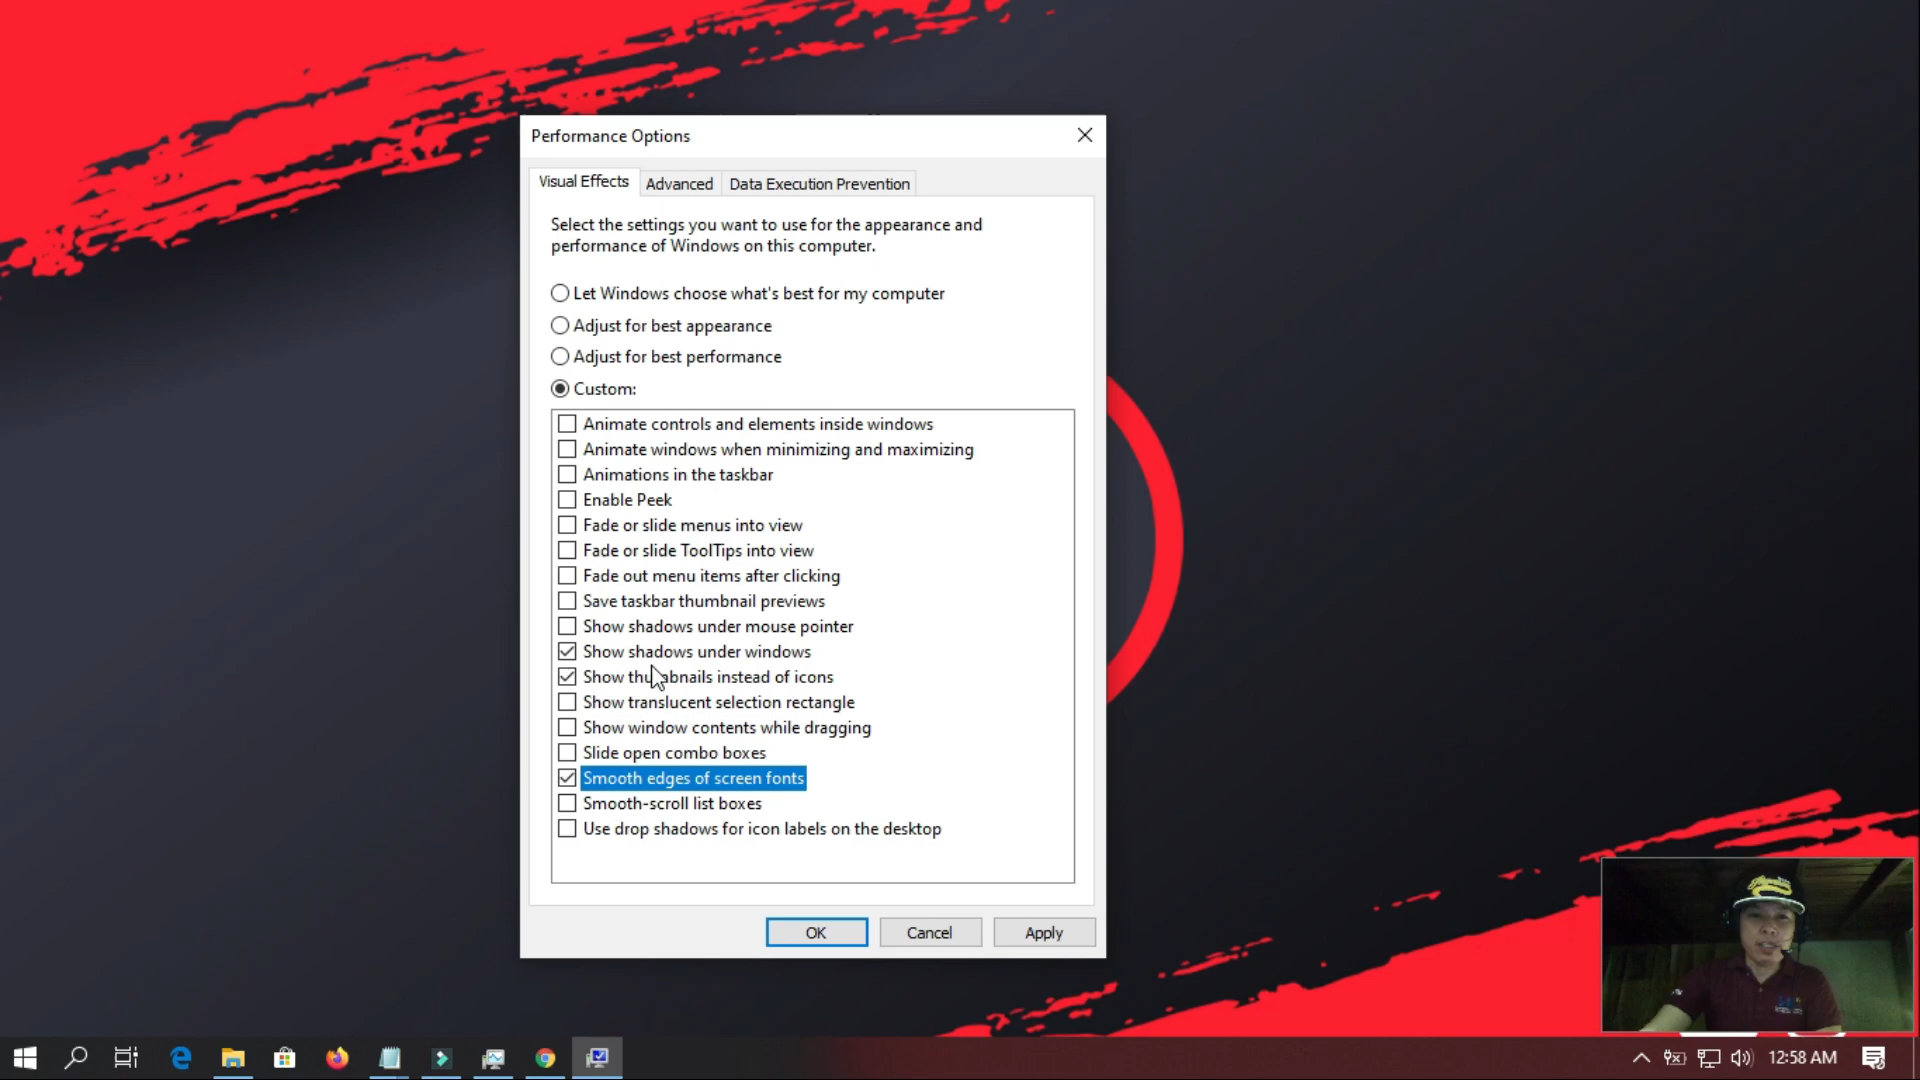 Performance Options
Visual Effects
Advanced
Data Execution Prevention
Select the settings you want to use for the appearance and
performance of Windows on this computer.
Let Windows choose what's best for my computer
Adjust for best appearance
Adjust for best performance
Custom:
Animate controls and elements inside windows
Animate windows when minimizing and maximizing
Animations in the taskbar
Enable Peek
Fade or slide menus into view
Fade or slide ToolTips into view
Fade out menu items after clicking
Save taskbar thumbnail previews
Show shadows under mouse pointer
Show shadows under windows
Show thumbnails instead of icons
Show translucent selection rectangle
Show window contents while dragging
Slide open combo boxes
Smooth edges of screen fonts
Smooth-scroll list boxes
Use drop shadows for icon labels on the desktop
OK
Cancel
Apply
12:58 AM